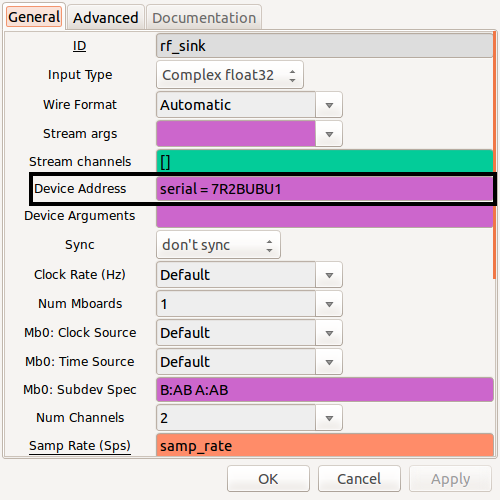 General Advanced Documentation
ID rf_sink
Input Type Complex float32
Wire Format Automatic
Stream args
Stream channels []
Device Address serial = 7R2BUBU1
Device Arguments
Sync don't sync
Clock Rate (Hz) Default
Num Mboards 1
Mb0: Clock Source Default
Mb0: Time Source Default
Mb0: Subdev Spec B:AB A:AB
Num Channels 2
Samp Rate (Sps) samp_rate
OK Cancel Apply